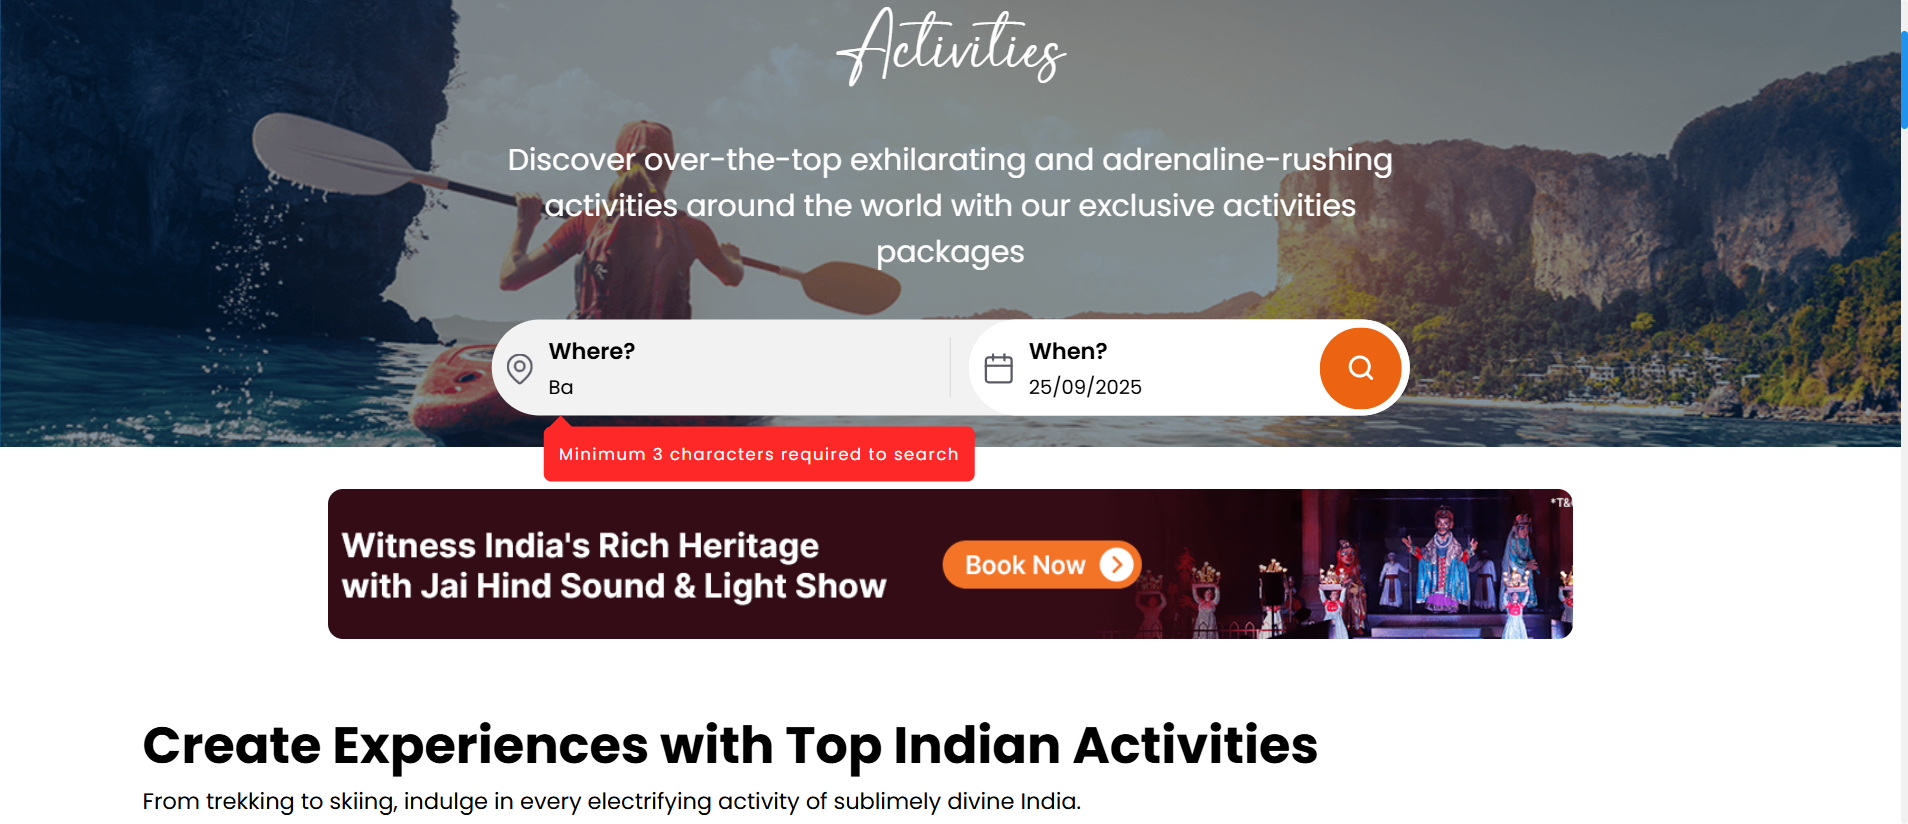 Activities
Discover over-the-top exhilarating and adrenaline-rushing
activities around the world with our exclusive activities
packages
Where?
Ba
When?
25/09/2025
Minimum 3 characters required to search
Witness India's Rich Heritage
with Jai Hind Sound & Light Show
Book Now
Create Experiences with Top Indian Activities
From trekking to skiing, indulge in every electrifying activity of sublimely divine India.